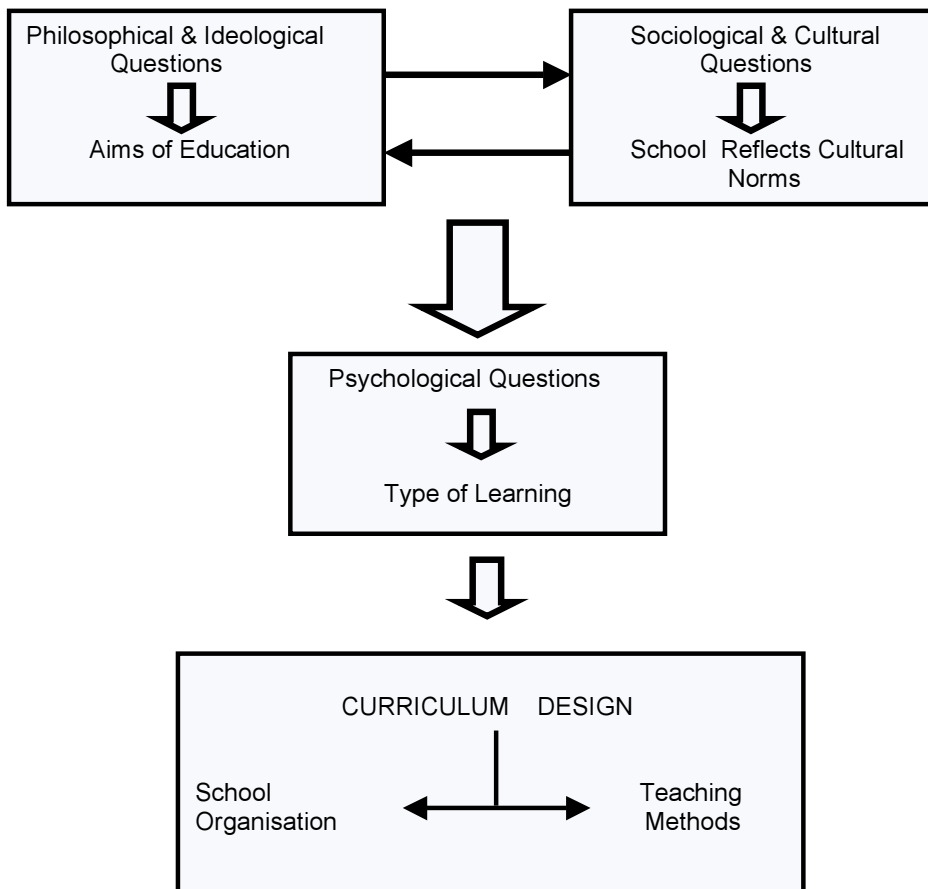 Philosophical & Ideological
Questions
Aims of Education
Sociological & Cultural
Questions
School Reflects Cultural
Norms
Psychological Questions
Type of Learning
CURRICULUM DESIGN
School
Organisation
Teaching
Methods